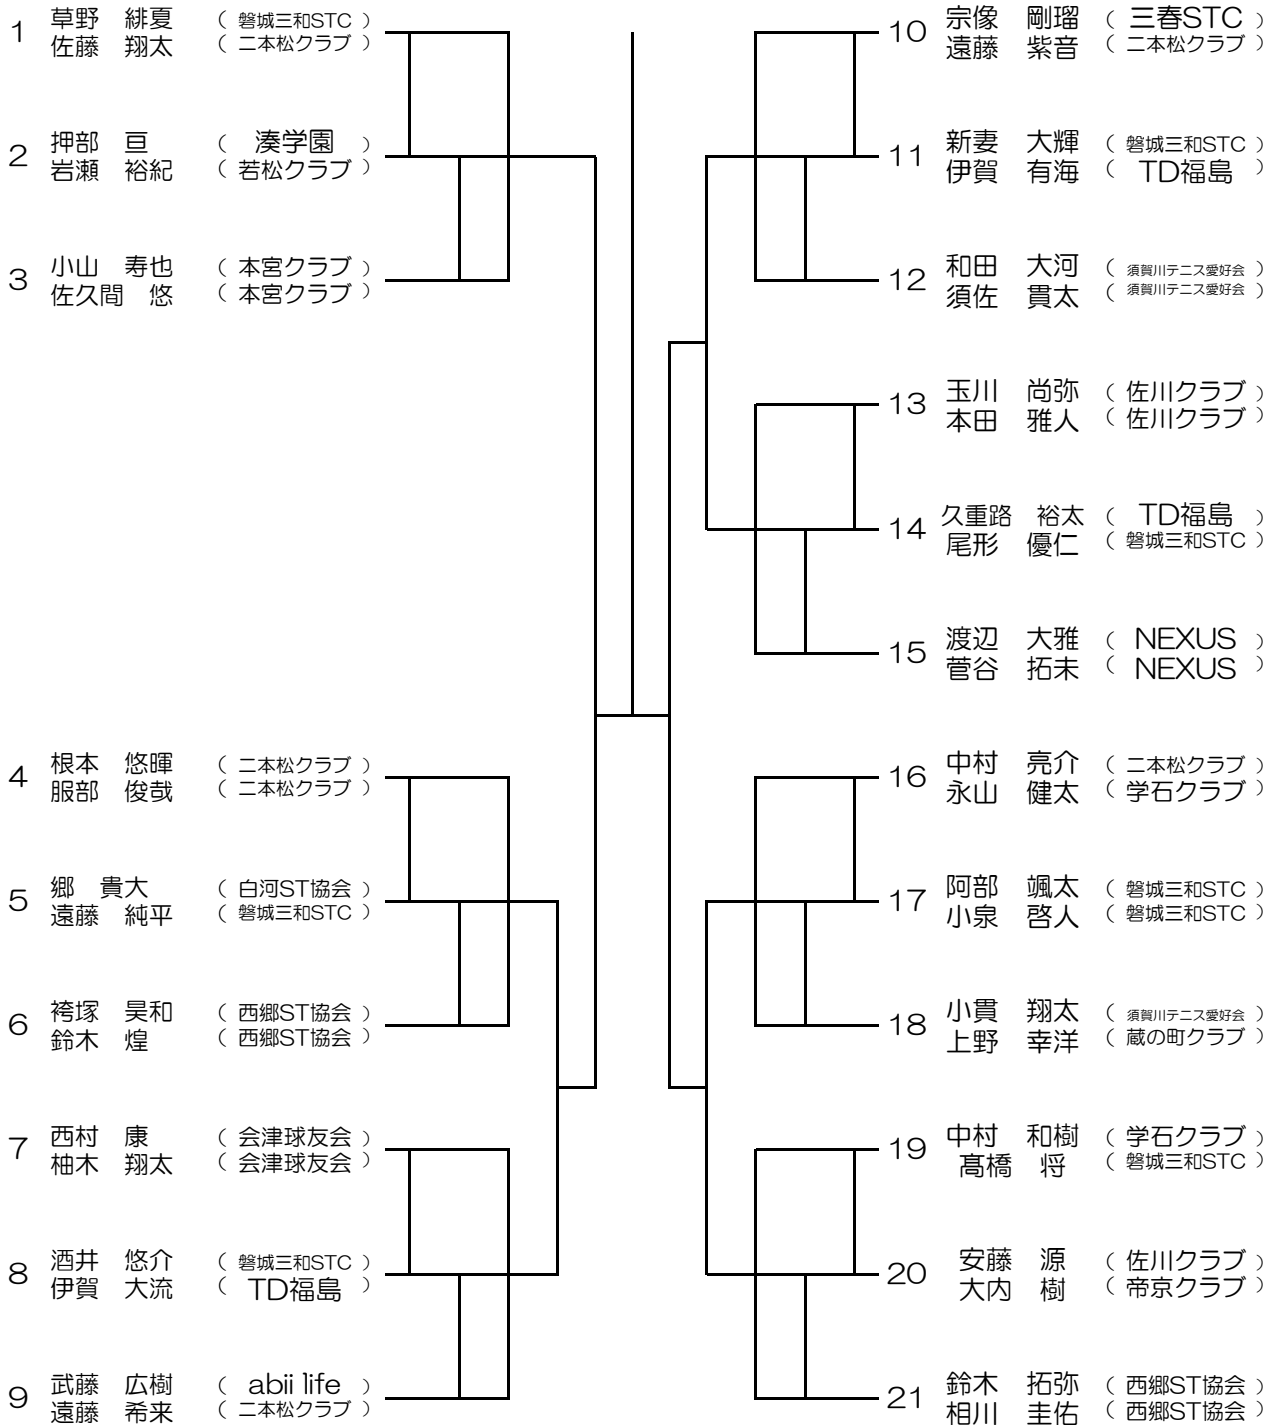 1 草野 緋夏 （ 磐城三和STC ）
佐藤 翔太 （ 二本松クラブ ）
2 押部 亘 （ 湊学園 ）
岩瀬 裕紀 （ 若松クラブ ）
3 小山 寿也 （ 本宮クラブ ）
佐久間 悠 （ 本宮クラブ ）
4 根本 悠暉 （ 二本松クラブ ）
服部 俊哉 （ 二本松クラブ ）
5 郷 貴大 （ 白河ST協会 ）
遠藤 純平 （ 磐城三和STC ）
6 袴塚 昊和 （ 西郷ST協会 ）
鈴木 煌 （ 西郷ST協会 ）
7 西村 康 （ 会津球友会 ）
柚木 翔太 （ 会津球友会 ）
8 酒井 悠介 （ 磐城三和STC ）
伊賀 大流 （ TD福島 ）
9 武藤 広樹 （ abii life ）
遠藤 希来 （ 二本松クラブ ）
10 宗像 剛瑠 （ 三春STC ）
遠藤 紫音 （ 二本松クラブ ）
11 新妻 大輝 （ 磐城三和STC ）
伊賀 有海 （ TD福島 ）
12 和田 大河 （ 須賀川テニス愛好会 ）
須佐 貫太 （ 須賀川テニス愛好会 ）
13 玉川 尚弥 （ 佐川クラブ ）
本田 雅人 （ 佐川クラブ ）
14 久重路 裕太 （ TD福島 ）
尾形 優仁 （ 磐城三和STC ）
15 渡辺 大雅 （ NEXUS ）
菅谷 拓未 （ NEXUS ）
16 中村 亮介 （ 二本松クラブ ）
永山 健太 （ 学石クラブ ）
17 阿部 颯太 （ 磐城三和STC ）
小泉 啓人 （ 磐城三和STC ）
18 小貫 翔太 （ 須賀川テニス愛好会 ）
上野 幸洋 （ 蔵の町クラブ ）
19 中村 和樹 （ 学石クラブ ）
髙橋 将 （ 磐城三和STC ）
20 安藤 源 （ 佐川クラブ ）
大内 樹 （ 帝京クラブ ）
21 鈴木 拓弥 （ 西郷ST協会 ）
相川 圭佑 （ 西郷ST協会 ）